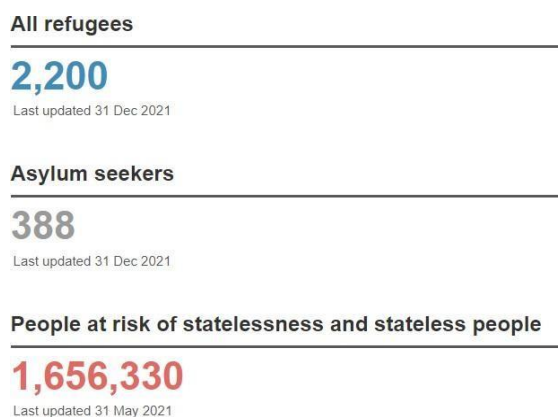 All refugees
2,200
Last updated 31 Dec 2021
Asylum seekers
388
Last updated 31 Dec 2021
People at risk of statelessness and stateless people
1,656,330
Last updated 31 May 2021